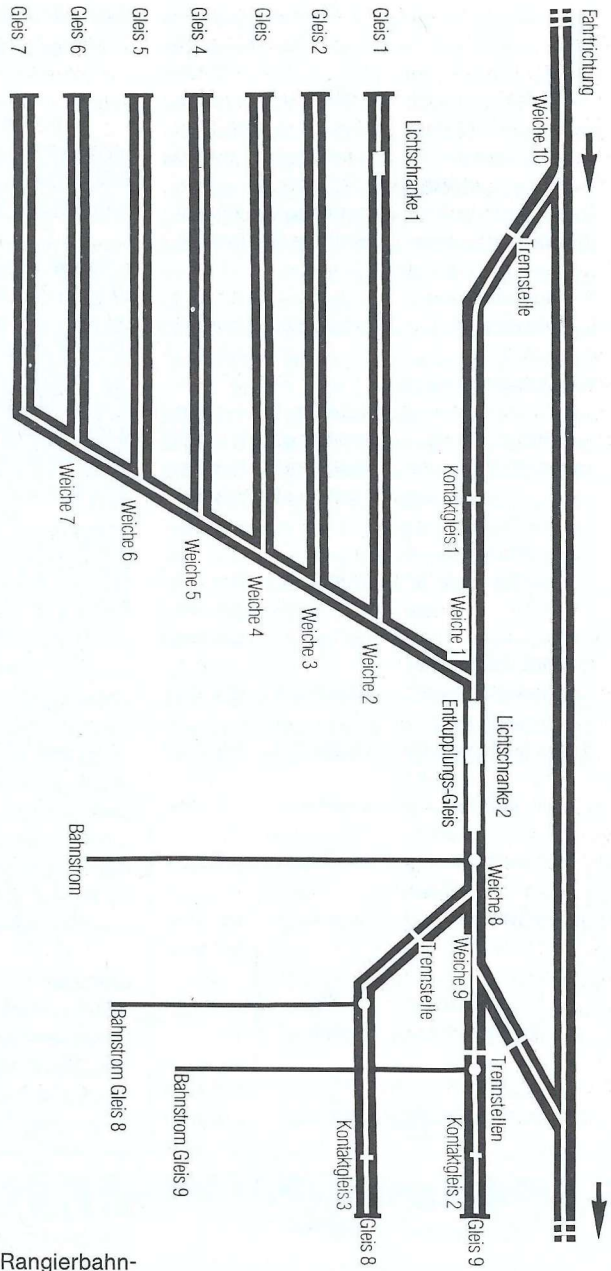 Fahrtrichtung
Weiche 10
Trennstelle
Gleis 1
Gleis 2
Gleis
Gleis 4
Gleis 5
Gleis 6
Gleis 7
Lichtschranke 1
Kontaktgleis 1
Weiche 1
Weiche 2
Weiche 3
Weiche 4
Weiche 5
Weiche 6
Weiche 7
Lichtschranke 2
Entkupplungs-Gleis
Weiche 8
Weiche 9
Trennstelle
Trennstellen
Bahnstrom
Bahnstrom Gleis 8
Bahnstrom Gleis 9
Kontaktgleis 2
Kontaktgleis 3
Gleis 9
Gleis 8
Rangierbahn-